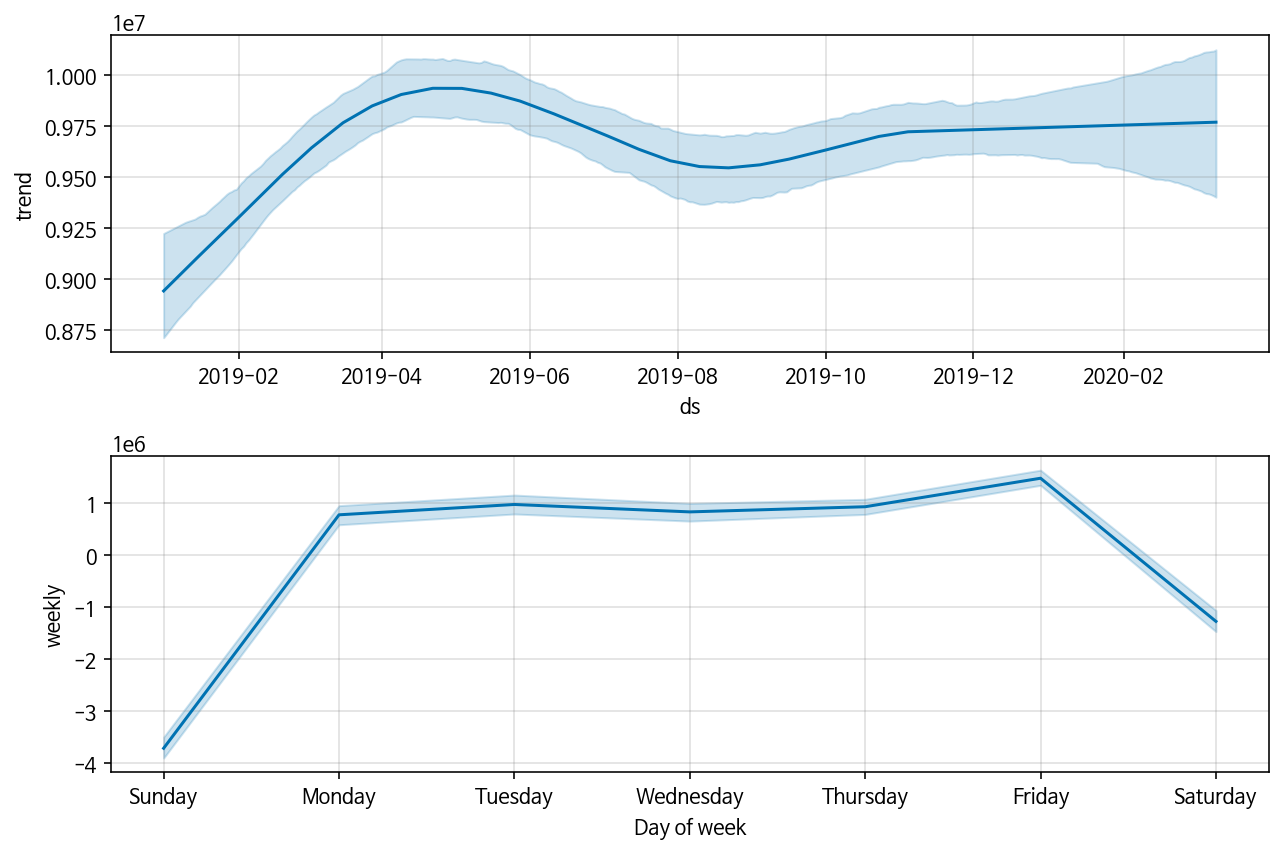 1e7
1.000
0.975
0.950
0.925
0.900
0.875
trend
2019-02 2019-04 2019-06 2019-08 2019-10 2019-12 2020-02
ds
1e6
1
0
-1
-2
-3
-4
weekly
Sunday Monday Tuesday Wednesday Thursday Friday Saturday
Day of week